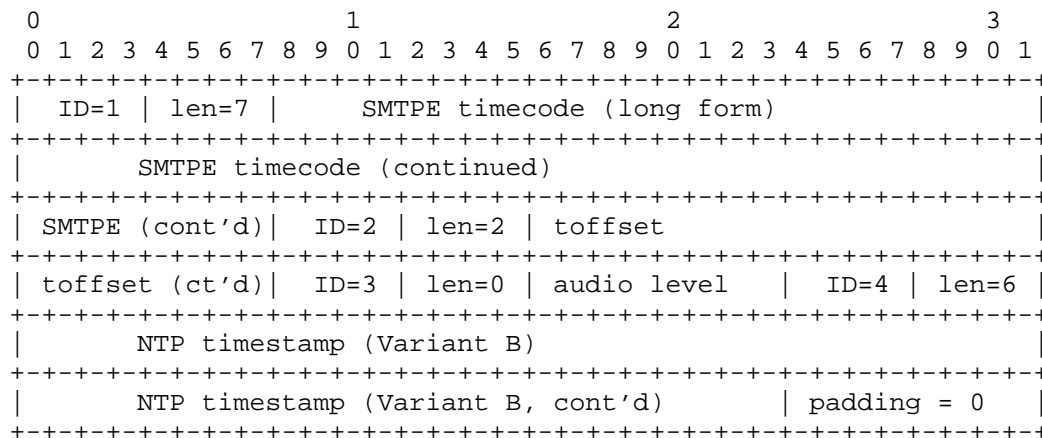 0                   1                   2                   3
 0 1 2 3 4 5 6 7 8 9 0 1 2 3 4 5 6 7 8 9 0 1 2 3 4 5 6 7 8 9 0 1
+-+-+-+-+-+-+-+-+-+-+-+-+-+-+-+-+-+-+-+-+-+-+-+-+-+-+-+-+-+-+-+-+
|  ID=1 | len=7 |     SMTPE timecode (long form)                |
+-+-+-+-+-+-+-+-+-+-+-+-+-+-+-+-+-+-+-+-+-+-+-+-+-+-+-+-+-+-+-+-+
|       SMTPE timecode (continued)                              |
+-+-+-+-+-+-+-+-+-+-+-+-+-+-+-+-+-+-+-+-+-+-+-+-+-+-+-+-+-+-+-+-+
| SMTPE (cont'd)|  ID=2 | len=2 | toffset                       |
+-+-+-+-+-+-+-+-+-+-+-+-+-+-+-+-+-+-+-+-+-+-+-+-+-+-+-+-+-+-+-+-+
| toffset (ct'd)|  ID=3 | len=0 | audio level   |  ID=4 | len=6 |
+-+-+-+-+-+-+-+-+-+-+-+-+-+-+-+-+-+-+-+-+-+-+-+-+-+-+-+-+-+-+-+-+
|       NTP timestamp (Variant B)                               |
+-+-+-+-+-+-+-+-+-+-+-+-+-+-+-+-+-+-+-+-+-+-+-+-+-+-+-+-+-+-+-+-+
|       NTP timestamp (Variant B, cont'd)       | padding = 0   |
+-+-+-+-+-+-+-+-+-+-+-+-+-+-+-+-+-+-+-+-+-+-+-+-+-+-+-+-+-+-+-+-+